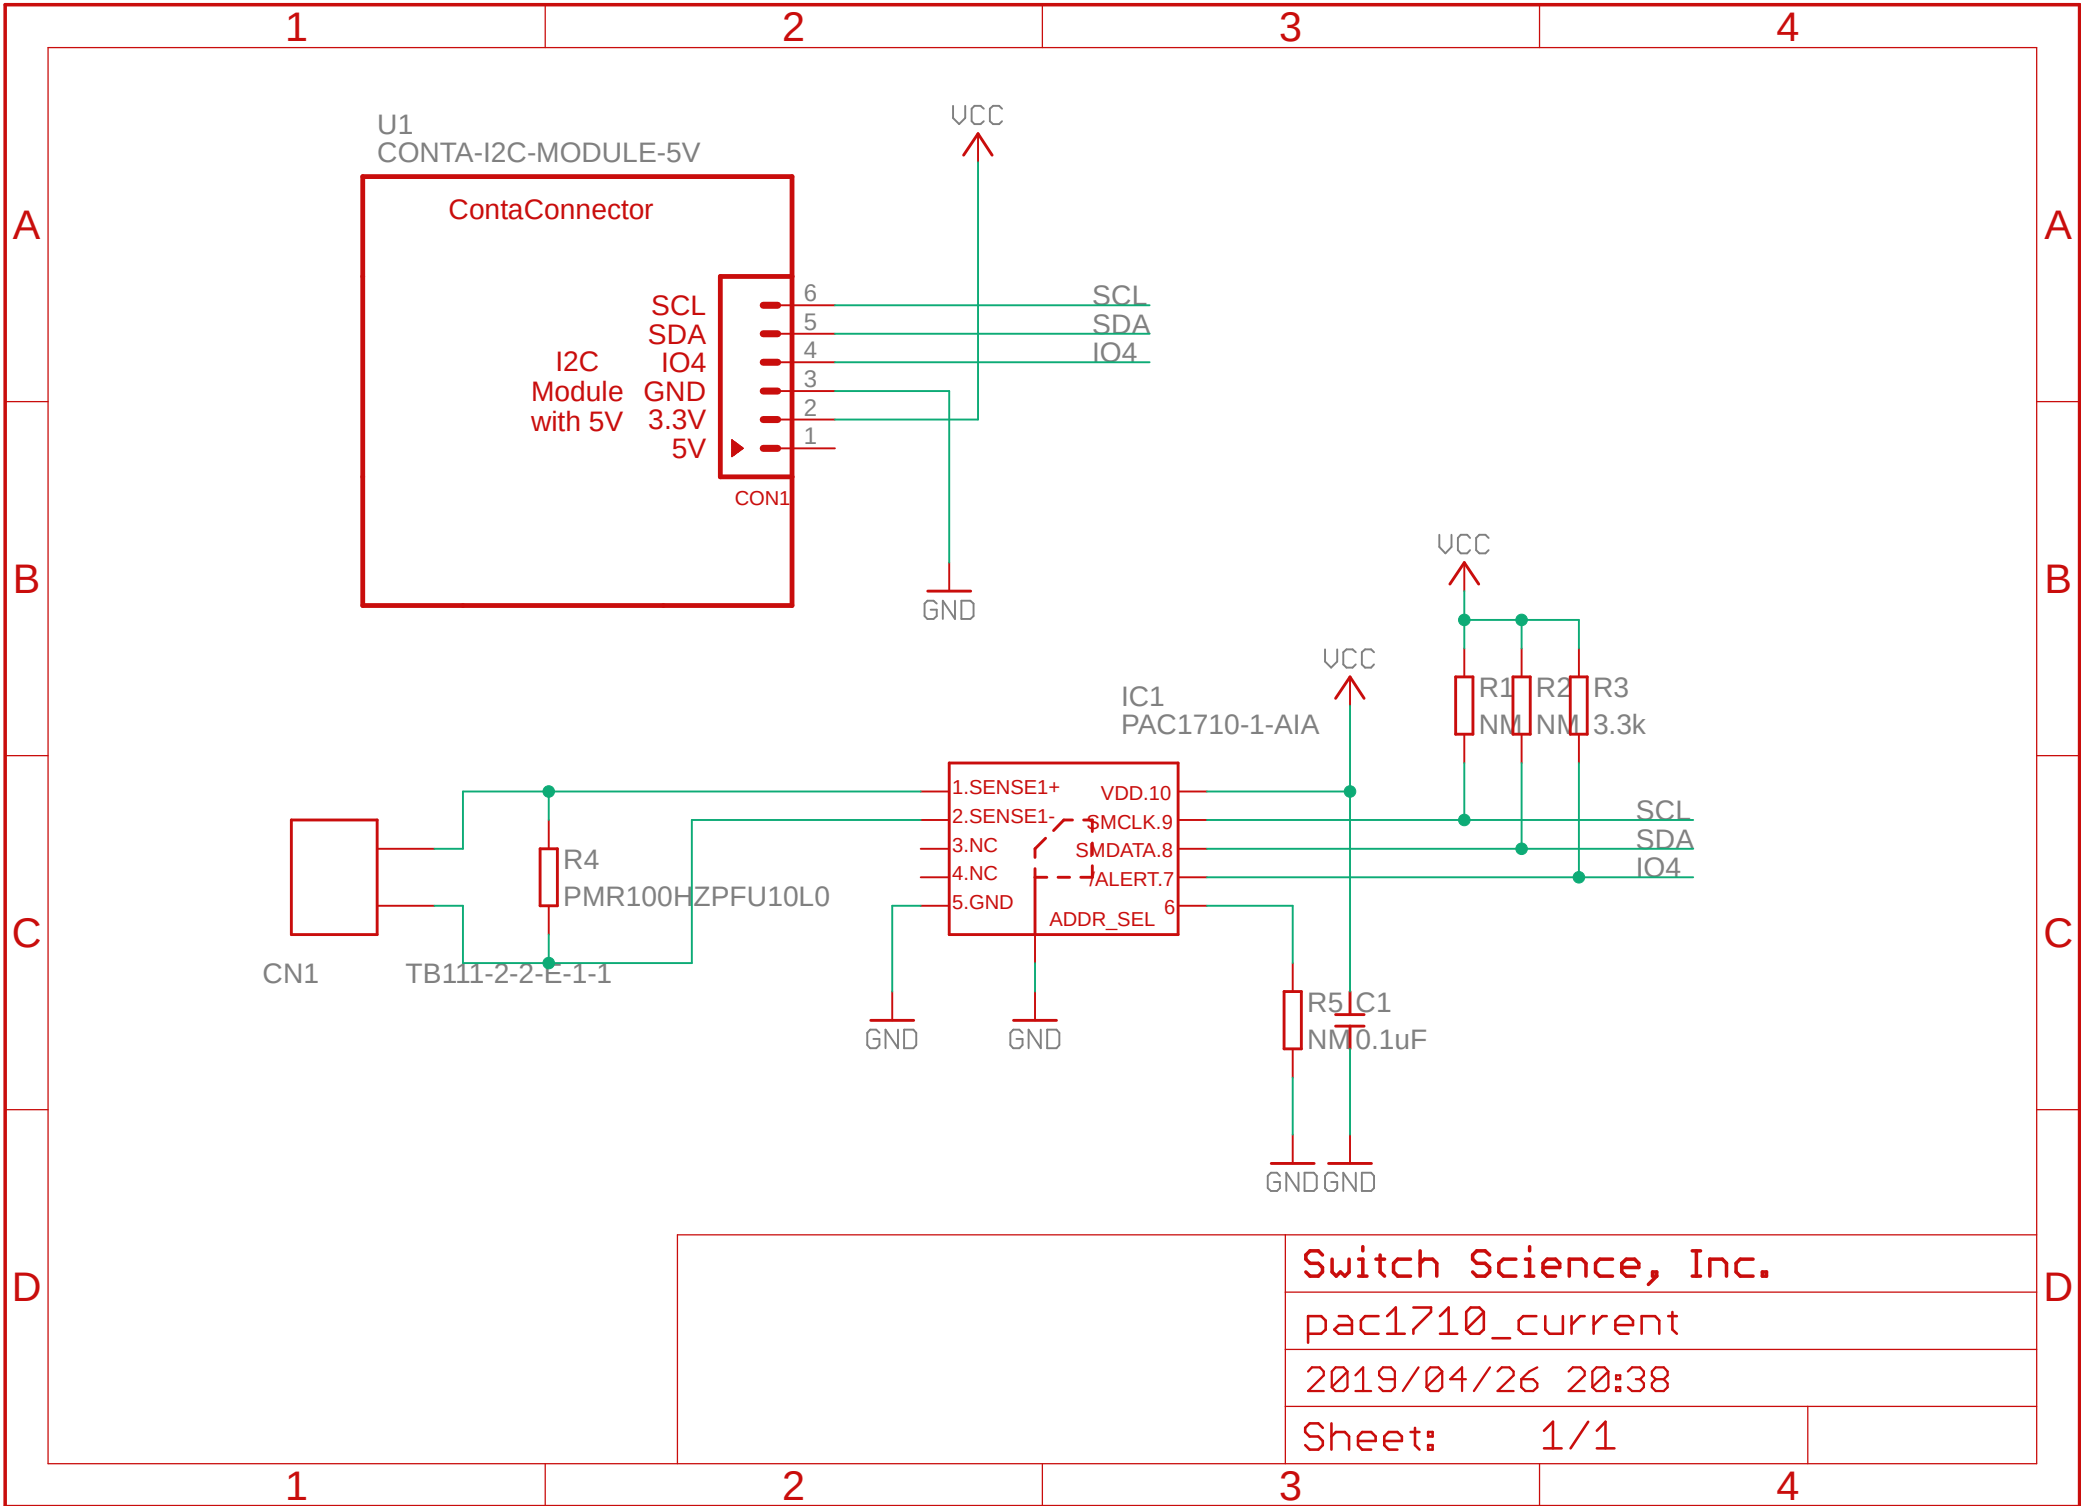 1 2 3 4
A A
U1
CONTA-I2C-MODULE-5V
ContaConnector
VCC
SCL 6 SCL
SDA 5 SDA
IO4 4 IO4
GND 3
3.3V 2
5V 1
I2C
Module
with 5V
CON1
GND
B B
VCC
VCC
R1 R2 R3
NM NM 3.3k
IC1
PAC1710-1-AIA
1.SENSE1+ VDD.10
2.SENSE1- SMCLK.9 SCL
3.NC SMDATA.8 SDA
4.NC /ALERT.7 IO4
5.GND 6
ADDR_SEL
R4
PMR100HZPFU10L0
C C
CN1 TB111-2-2-E-1-1
GND GND
R5 C1
NM 0.1uF
GND GND
D D
Switch Science, Inc.
pac1710_current
2019/04/26 20:38
Sheet: 1/1
1 2 3 4